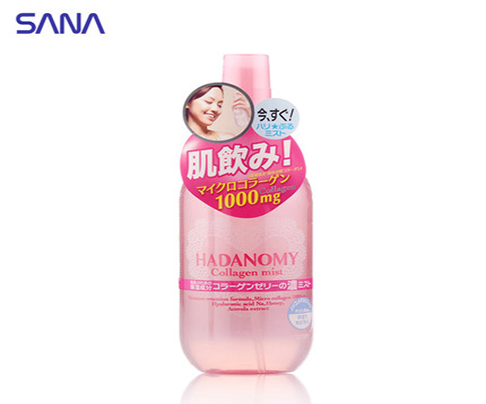 SANA
今、すぐ!
ハリ★ぷる
ミスト
肌飲み!
マイクロコラーゲン
Collagen
1000mg
HADANOMY
Collagen mist
コラーゲンゼリーの濃ミスト
Hyaluronic acid Na,Honey,
Acerola extract